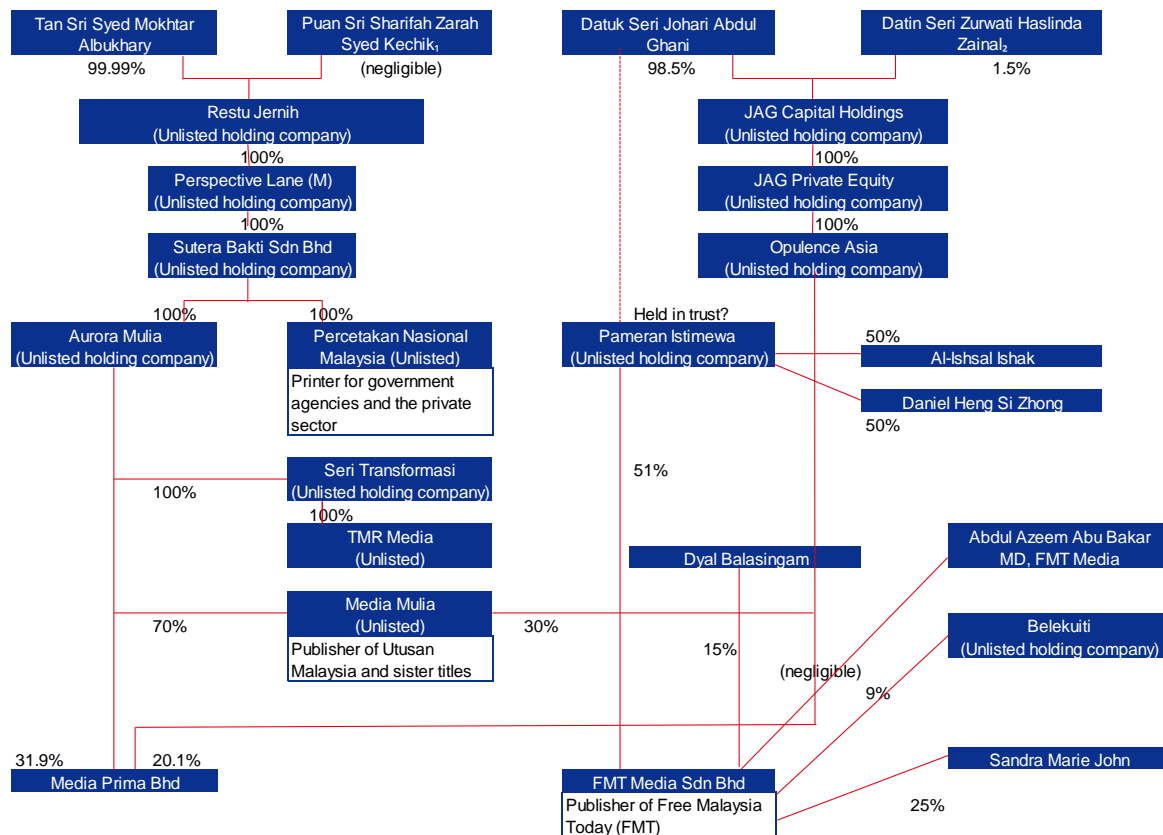 Tan Sri Syed Mokhtar
Albukhary
Puan Sri Sharifah Zarah
Syed Kechik₁
Datuk Seri Johari Abdul
Ghani
Datin Seri Zurwati Haslinda
Zainal₂
99.99%
(negligible)
98.5%
1.5%
Restu Jernih
(Unlisted holding company)
JAG Capital Holdings
(Unlisted holding company)
100%
100%
Perspective Lane (M)
(Unlisted holding company)
JAG Private Equity
(Unlisted holding company)
100%
100%
Sutera Bakti Sdn Bhd
(Unlisted holding company)
Opulence Asia
(Unlisted holding company)
100%
100%
Held in trust?
Aurora Mulia
(Unlisted holding company)
Percetakan Nasional
Malaysia (Unlisted)
Printer for government
agencies and the private
sector
Pameran Istimewa
(Unlisted holding company)
50%
Al-Ishsal Ishak
Daniel Heng Si Zhong
50%
51%
Seri Transformasi
(Unlisted holding company)
100%
100%
TMR Media
(Unlisted)
Dyal Balasingam
Abdul Azeem Abu Bakar
MD, FMT Media
Media Mulia
(Unlisted)
Publisher of Utusan
Malaysia and sister titles
70%
30%
15%
Belekuiti
(Unlisted holding company)
(negligible)
9%
31.9%
20.1%
Media Prima Bhd
FMT Media Sdn Bhd
Publisher of Free Malaysia
Today (FMT)
Sandra Marie John
25%